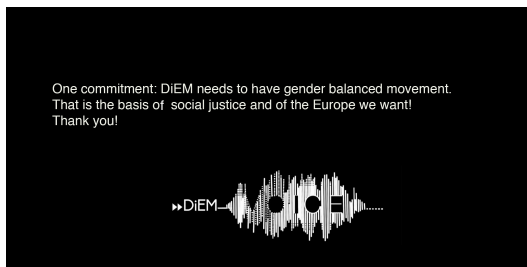 One commitment: DiEM needs to have gender balanced movement.
That is the basis of social justice and of the Europe we want!
Thank you!
DiEM VOICE